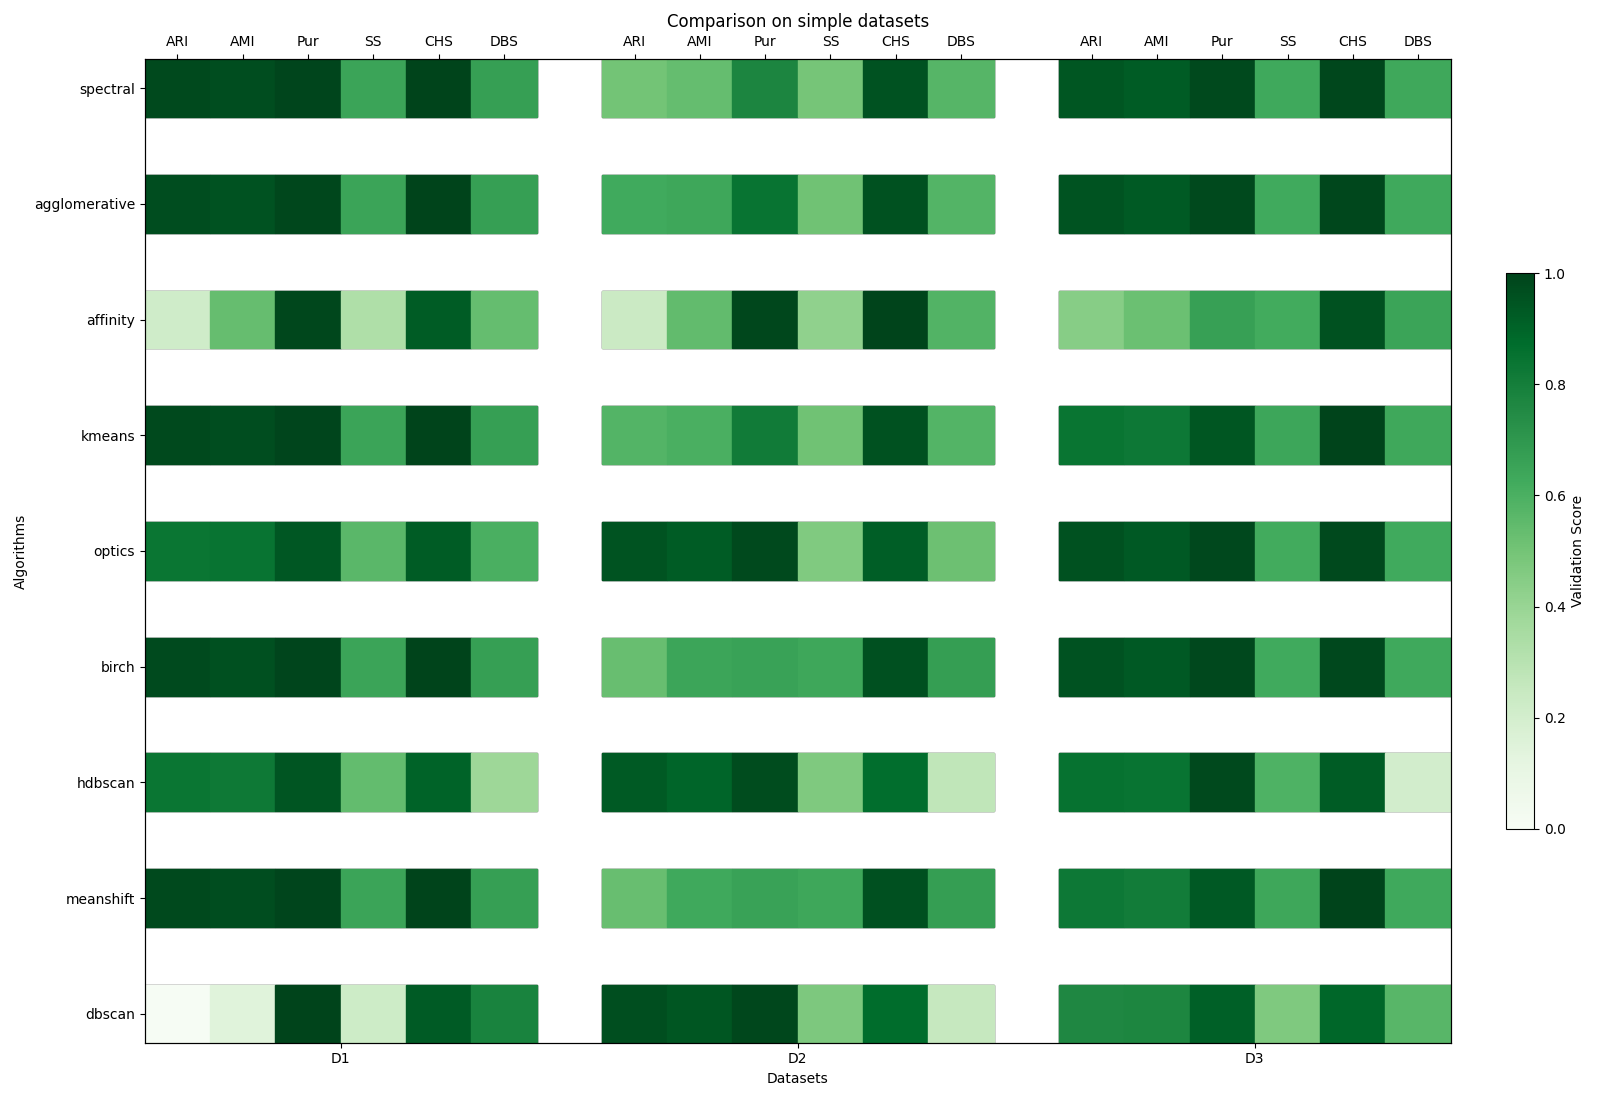 Comparison on simple datasets
ARI AMI Pur SS CHS DBS ARI AMI Pur SS CHS DBS ARI AMI Pur SS CHS DBS
spectral
agglomerative
affinity
kmeans
optics
birch
hdbscan
meanshift
dbscan
Algorithms
D1 D2 D3
Datasets
1.0
0.8
0.6
0.4
0.2
0.0
Validation Score